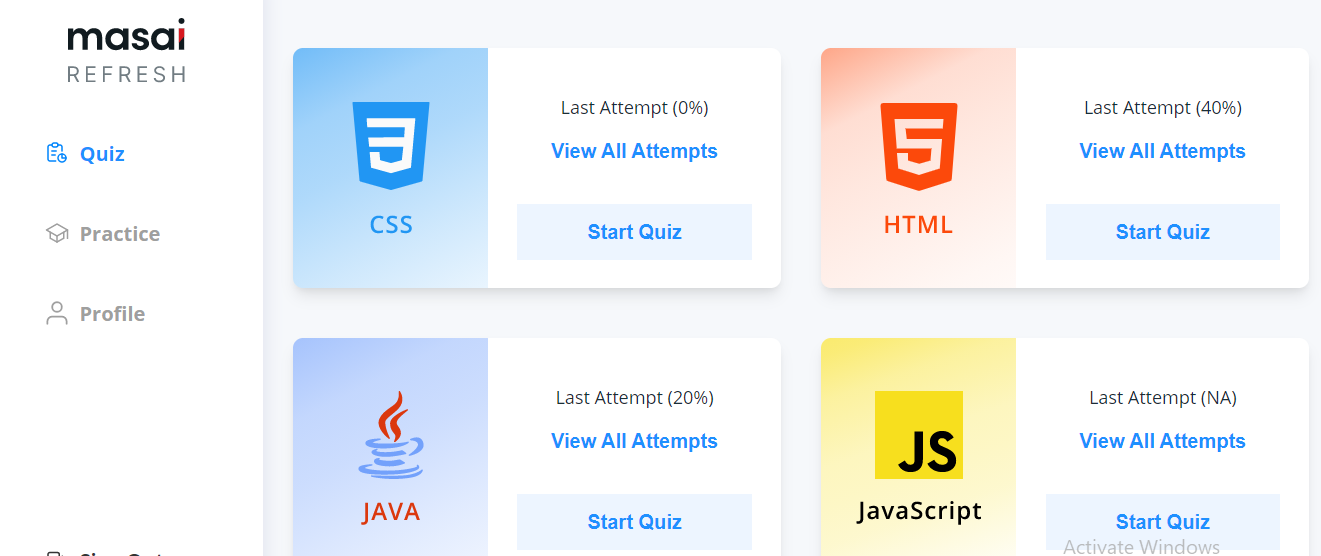 masai
REFRESH
Quiz
Practice
Profile
Last Attempt (0%)
View All Attempts
Start Quiz
CSS
Last Attempt (40%)
View All Attempts
Start Quiz
HTML
Last Attempt (20%)
View All Attempts
Start Quiz
JAVA
Last Attempt (NA)
View All Attempts
Start Quiz
JS
JavaScript
Activate Windows